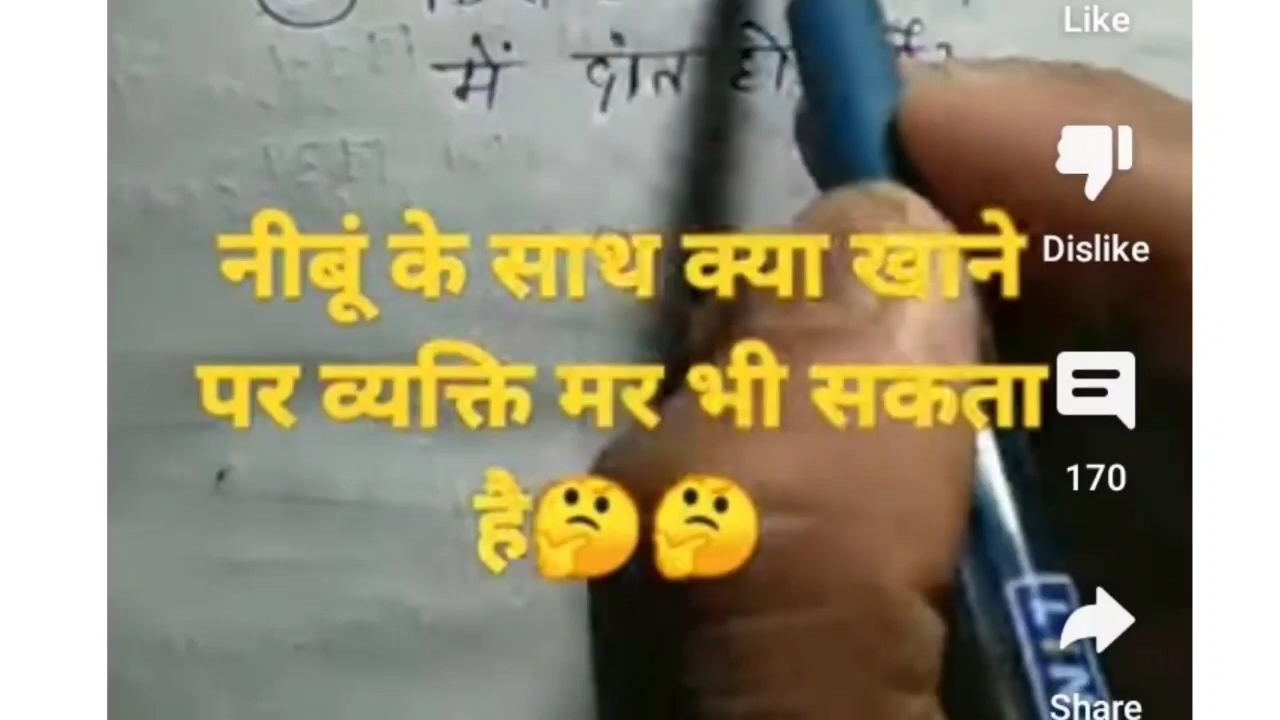 Like
में दांत
Dislike
नीबूं के साथ क्या खाने
पर व्यक्ति मर भी सकता
है🤔🤔
170
Share